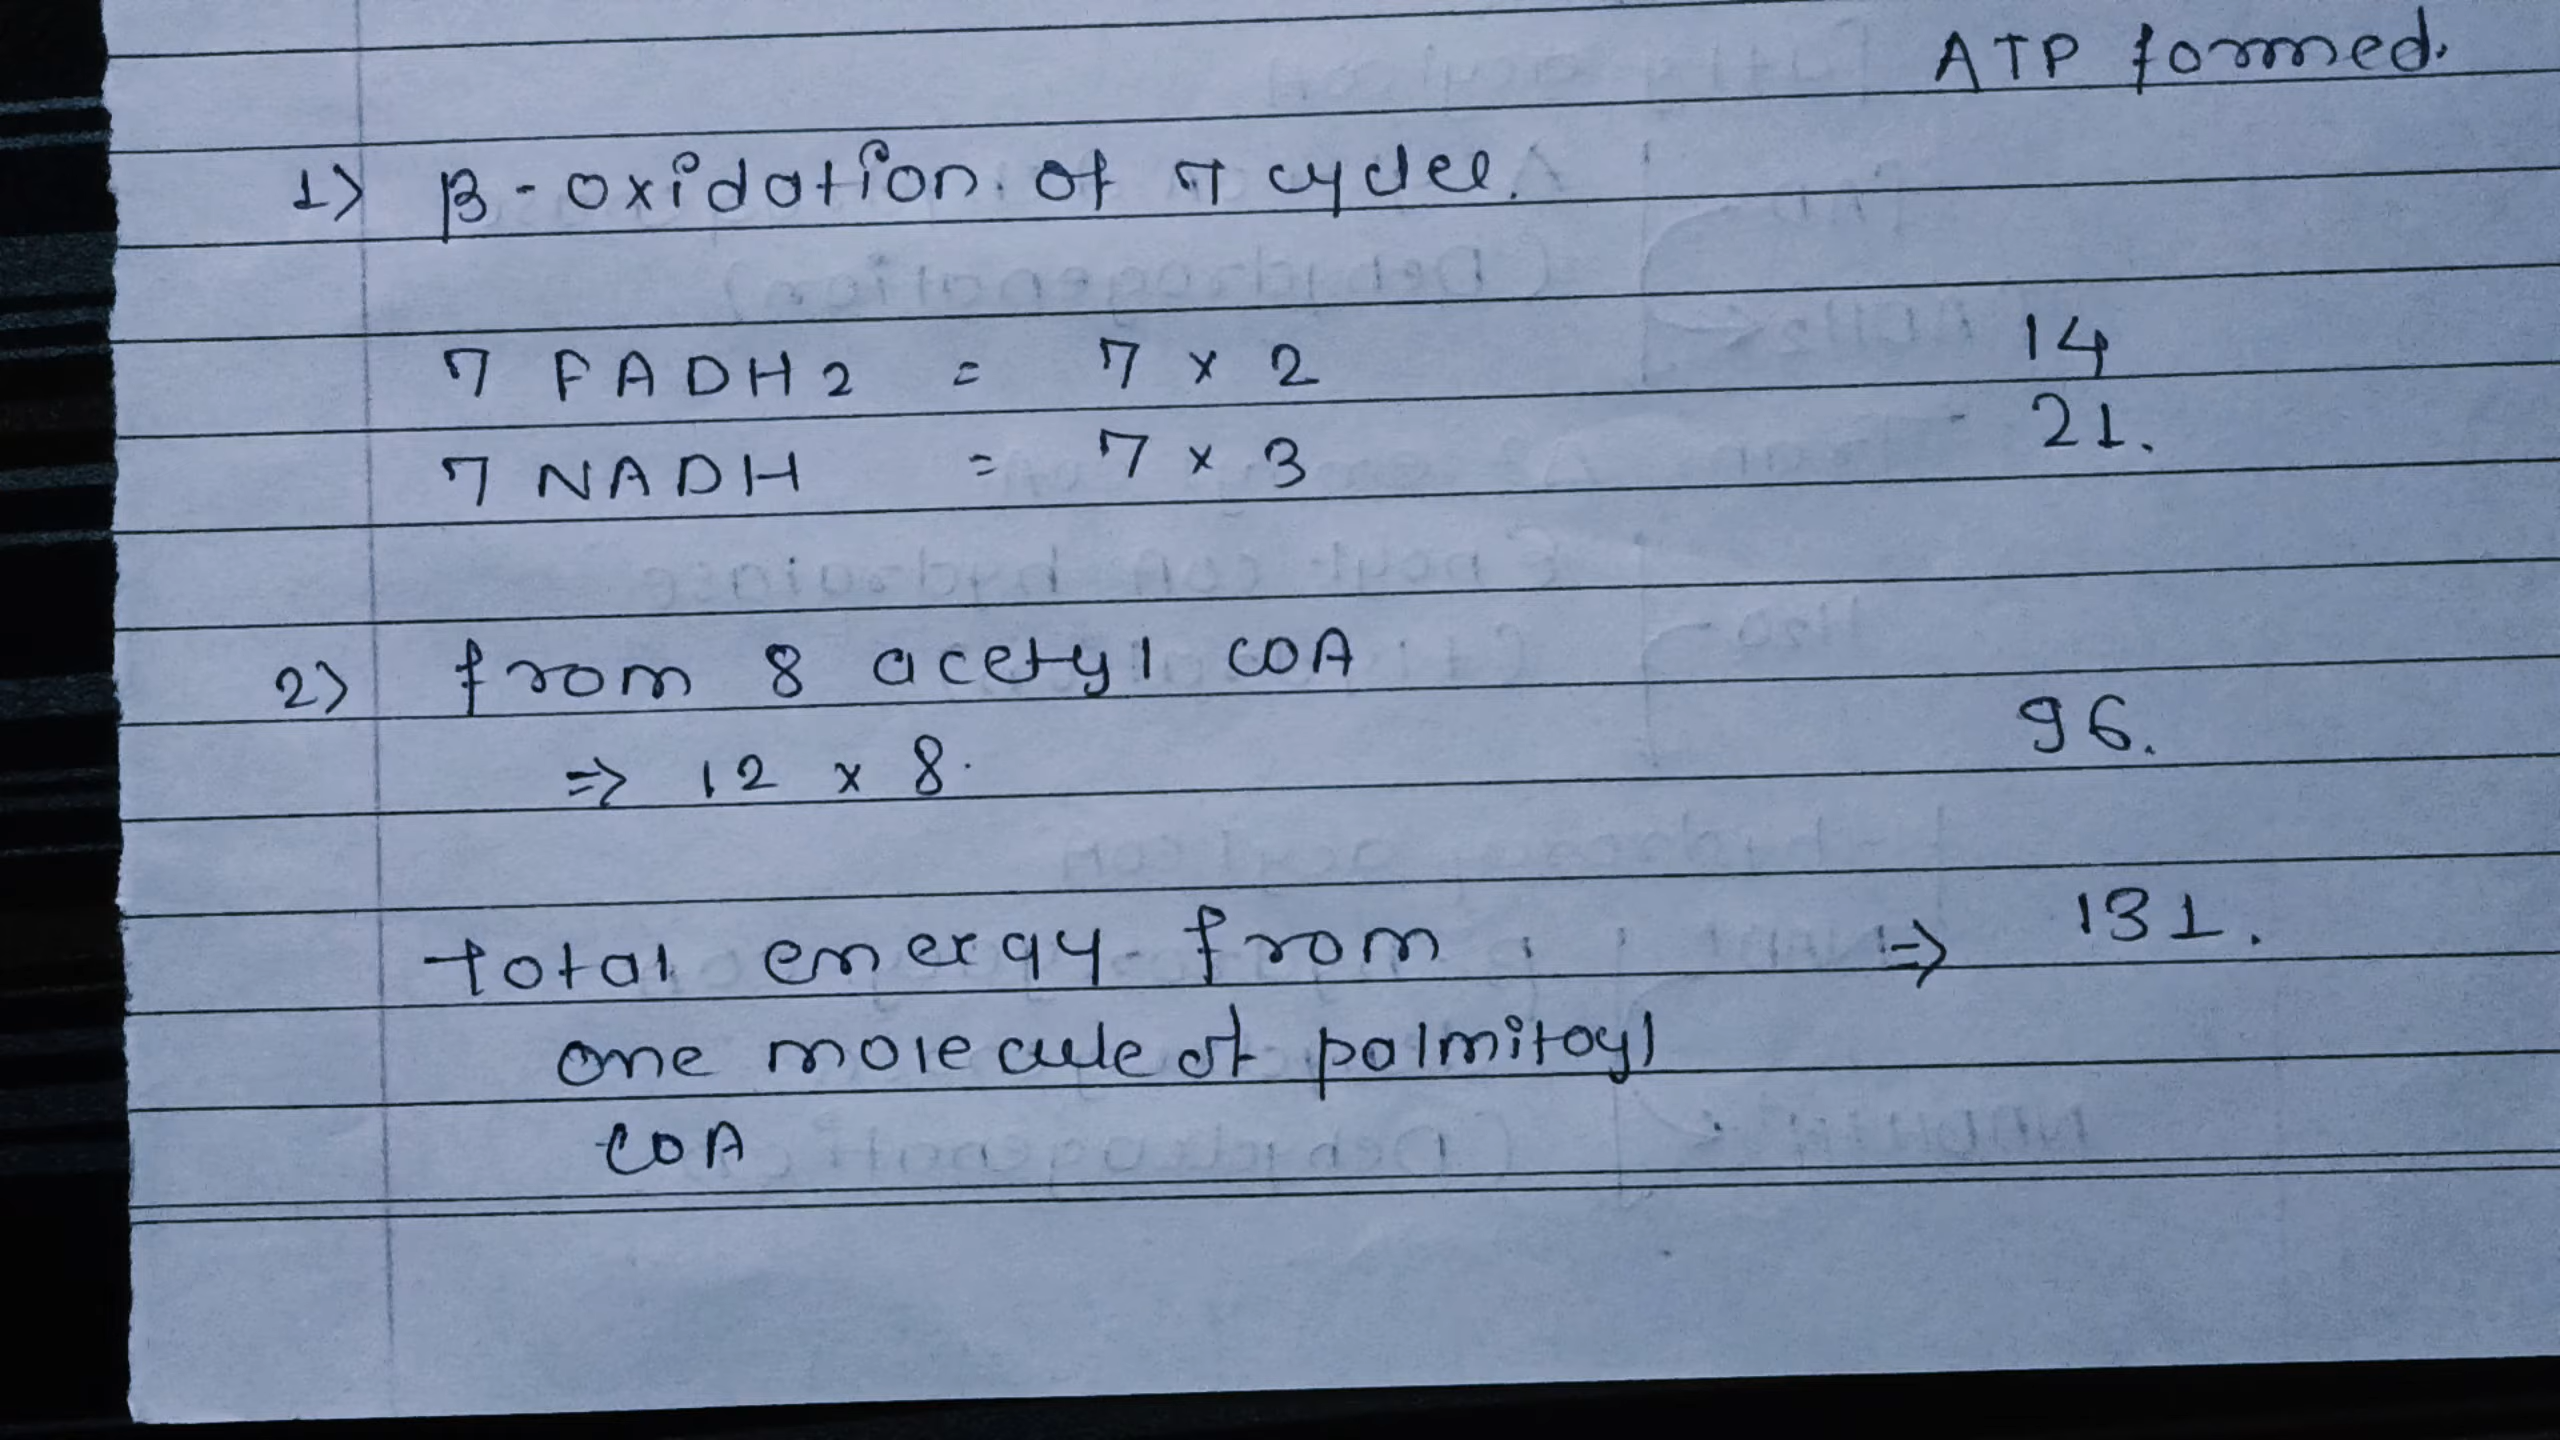 ATP formed.
1> β-oxidation of 7 cycle.
7 FADH2 = 7 x 2 14
7 NADH = 7 x 3 21.
2> from 8 acetyl COA
=> 12 x 8. 96.
total energy from => 131.
one molecule of palmitoyl
COA